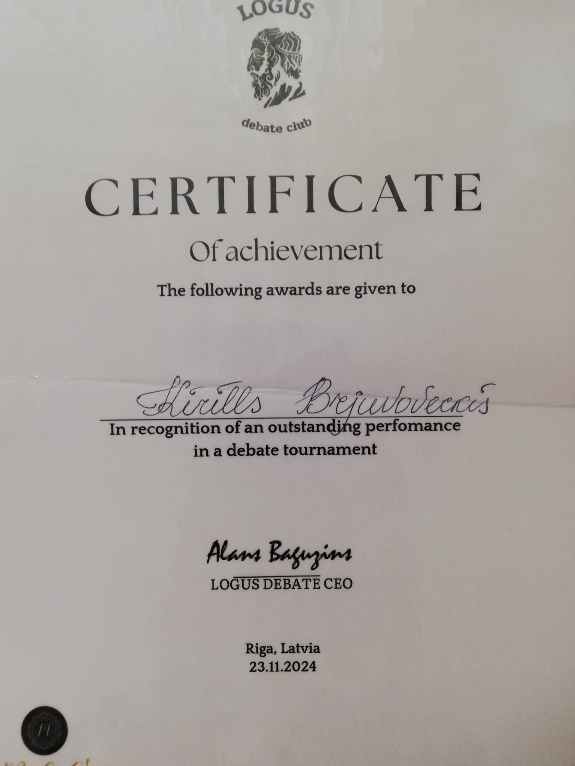 LOGUS
debate club
CERTIFICATE
Of achievement
The following awards are given to
Kirills
In recognition of an outstanding perfomance
in a debate tournament
Alans Baguzins
LOGUS DEBATE CEO
Riga, Latvia
23.11.2024